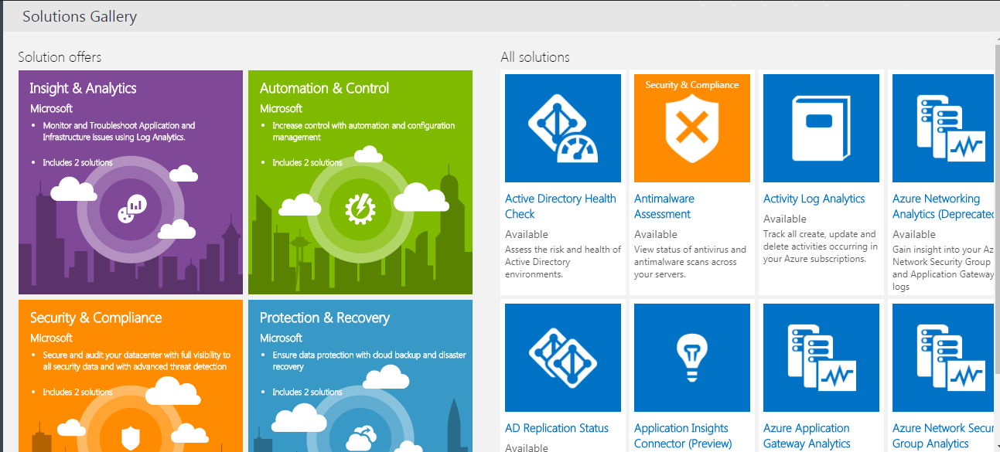 Solutions Gallery
Solution offers
Insight & Analytics
Microsoft
• Monitor and Troubleshoot Application and
Infrastructure issues using Log Analytics.
• Includes 2 solutions
Automation & Control
Microsoft
• Increase control with automation and configuration
management
• Includes 2 solutions
Security & Compliance
Microsoft
• Secure and audit your datacenter with full visibility to
all security data and with advanced threat detection
• Includes 2 solutions
Protection & Recovery
Microsoft
• Ensure data protection with cloud backup and disaster
recovery
• Includes 2 solutions
All solutions
Active Directory Health
Check
Available
Assess the risk and health of
Active Directory
environments.
Security & Compliance
Antimalware
Assessment
Available
View status of antivirus and
antimalware scans across
your servers.
Activity Log Analytics
Available
Track all create, update and
delete activities occurring in
your Azure subscriptions.
Azure Networking
Analytics (Deprecated
Available
Gain insight into your Az
Network Security Group
and Application Gateway
logs
AD Replication Status
Available
Application Insights
Connector (Preview)
Azure Application
Gateway Analytics
Azure Network Secur
Group Analytics